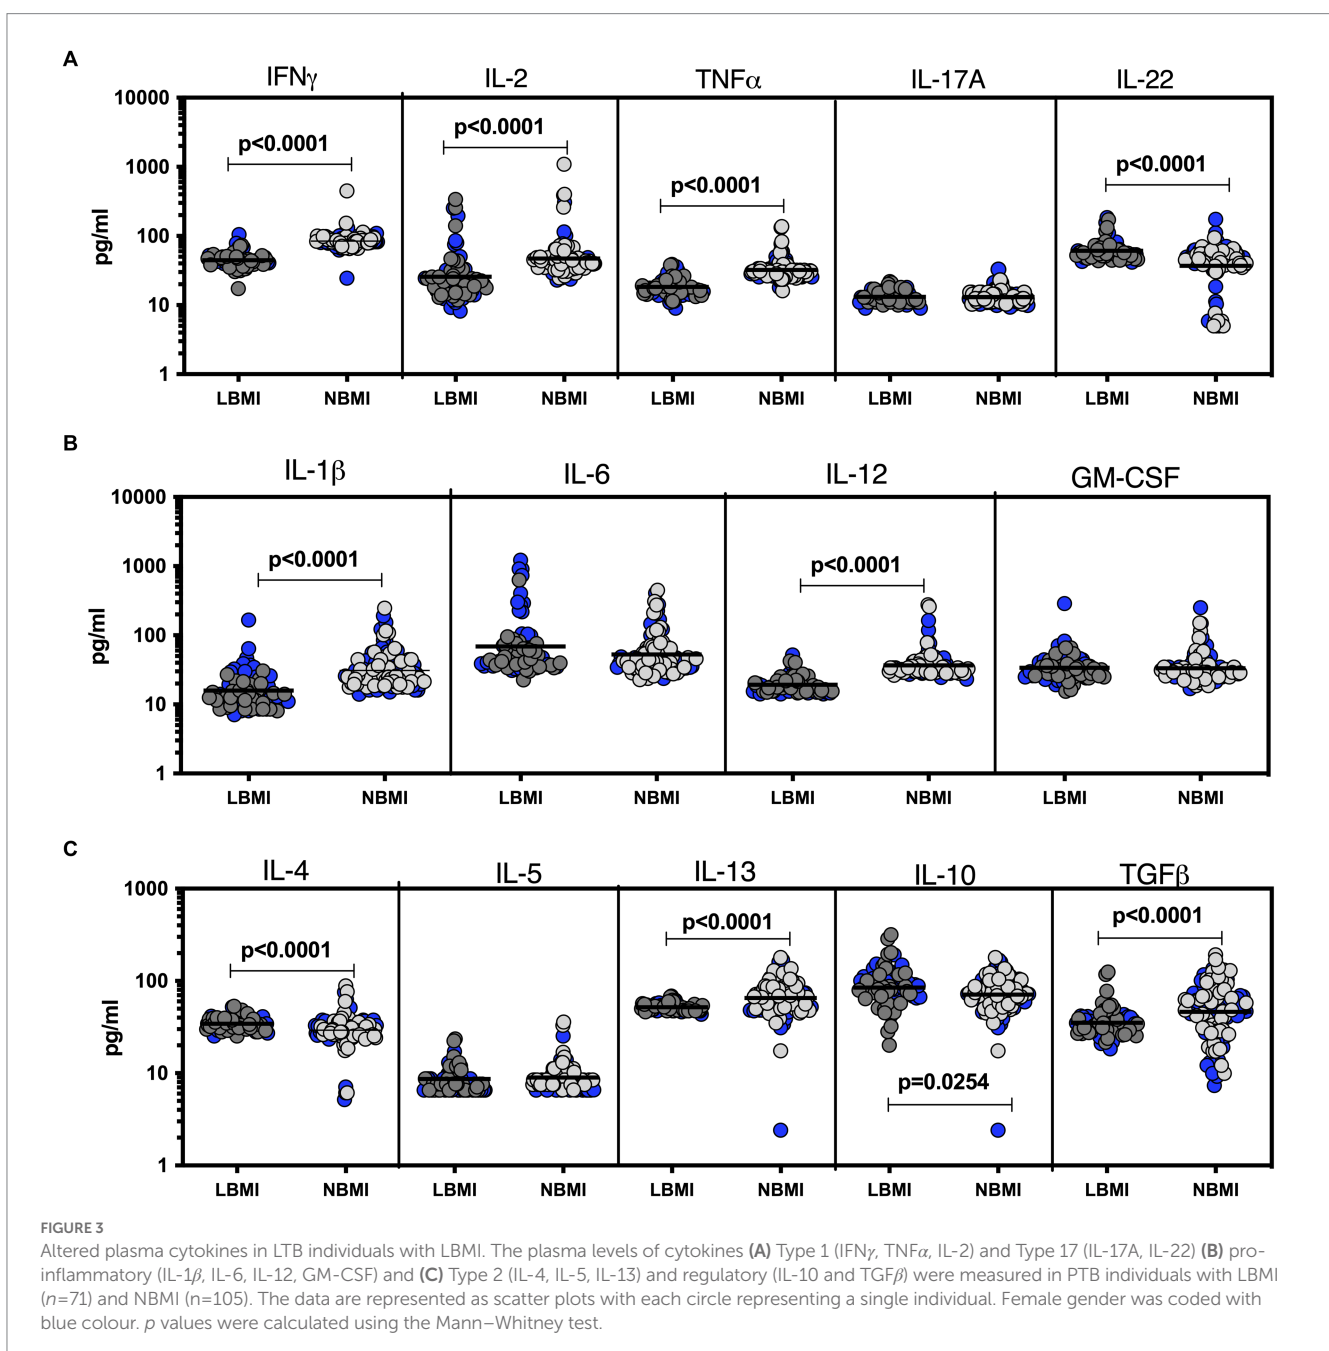 A
IFNγ IL-2 TNFα IL-17A IL-22
10000
1000
100
10
1
pg/ml
p<0.0001 p<0.0001 p<0.0001 p<0.0001
LBMI NBMI LBMI NBMI LBMI NBMI LBMI NBMI LBMI NBMI
B
IL-1β IL-6 IL-12 GM-CSF
10000
1000
100
10
1
pg/ml
p<0.0001 p<0.0001
LBMI NBMI LBMI NBMI LBMI NBMI LBMI NBMI
C
IL-4 IL-5 IL-13 IL-10 TGFβ
1000
100
10
1
pg/ml
p<0.0001 p<0.0001 p=0.0254 p<0.0001
LBMI NBMI LBMI NBMI LBMI NBMI LBMI NBMI LBMI NBMI
FIGURE 3
Altered plasma cytokines in LTB individuals with LBMI. The plasma levels of cytokines (A) Type 1 (IFNγ, TNFα, IL-2) and Type 17 (IL-17A, IL-22) (B) pro-
inflammatory (IL-1β, IL-6, IL-12, GM-CSF) and (C) Type 2 (IL-4, IL-5, IL-13) and regulatory (IL-10 and TGFβ) were measured in PTB individuals with LBMI
(n=71) and NBMI (n=105). The data are represented as scatter plots with each circle representing a single individual. Female gender was coded with
blue colour. p values were calculated using the Mann–Whitney test.